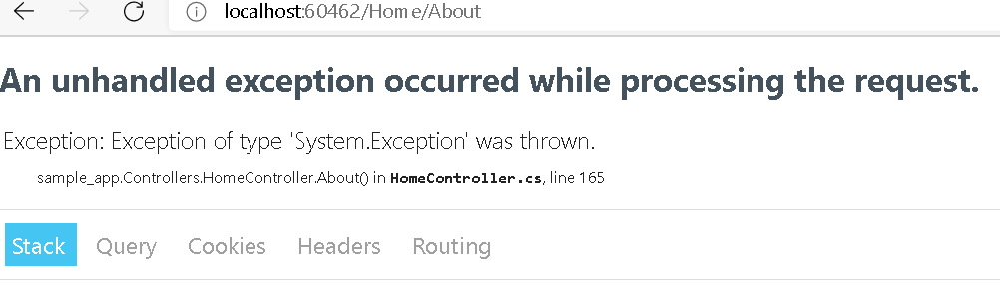 localhost:60462/Home/About
An unhandled exception occurred while processing the request.
Exception: Exception of type 'System.Exception' was thrown.
sample_app.Controllers.HomeController.About() in HomeController.cs, line 165
Stack Query Cookies Headers Routing